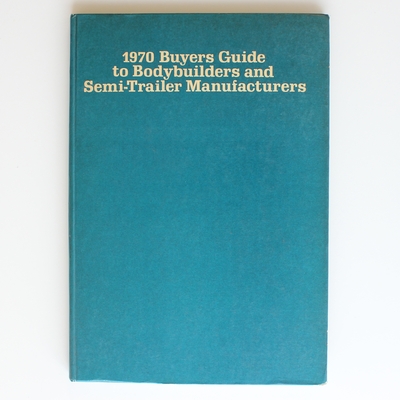 1970 Buyers Guide
to Bodybuilders and
Semi-Trailer Manufacturers